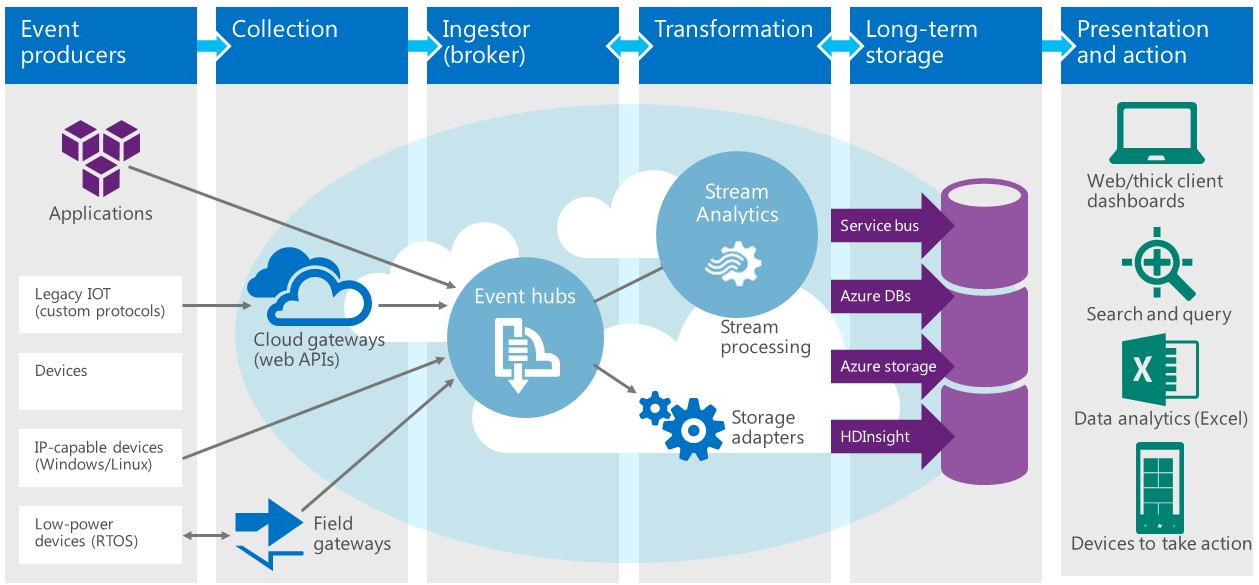 Event
producers
Collection
Ingestor
(broker)
Transformation
Long-term
storage
Presentation
and action
Applications
Legacy IOT
(custom protocols)
Devices
IP-capable devices
(Windows/Linux)
Low-power
devices (RTOS)
Cloud gateways
(web APIs)
Field
gateways
Event hubs
Stream
Analytics
Stream
processing
Storage
adapters
Service bus
Azure DBs
Azure storage
HDInsight
Web/thick client
dashboards
Search and query
X
Data analytics (Excel)
Devices to take action